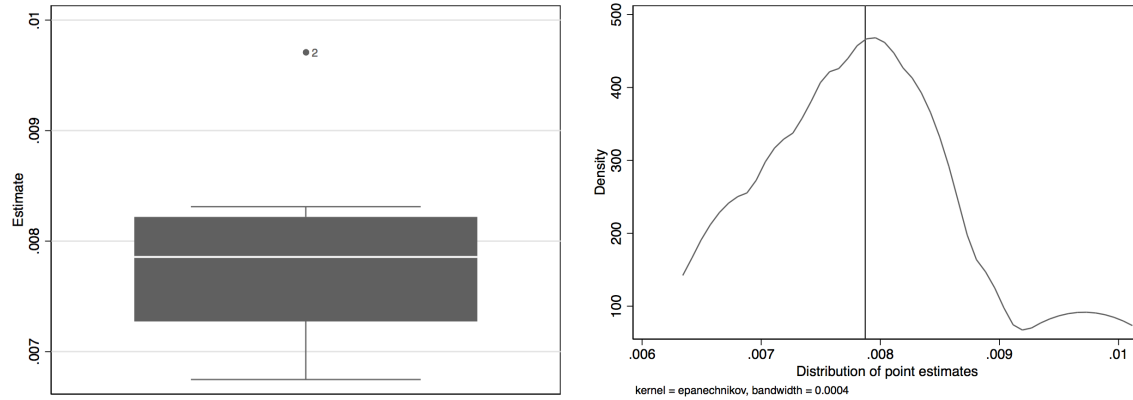 .01
.009
.008
.007
Estimate
2
500
400
300
200
100
Density
.006 .007 .008 .009 .01
Distribution of point estimates
kernel = epanechnikov, bandwidth = 0.0004